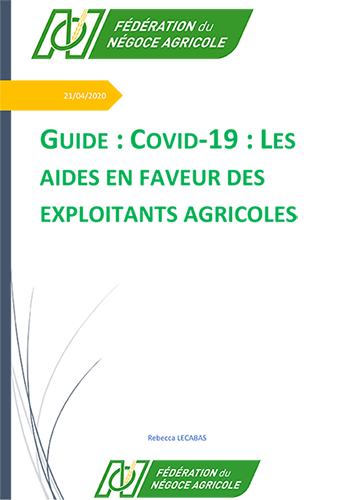 FÉDÉRATION du
NÉGOCE AGRICOLE
21/04/2020
GUIDE : COVID-19 : LES
AIDES EN FAVEUR DES
EXPLOITANTS AGRICOLES
Rebecca LECABAS
FÉDÉRATION du
NÉGOCE AGRICOLE